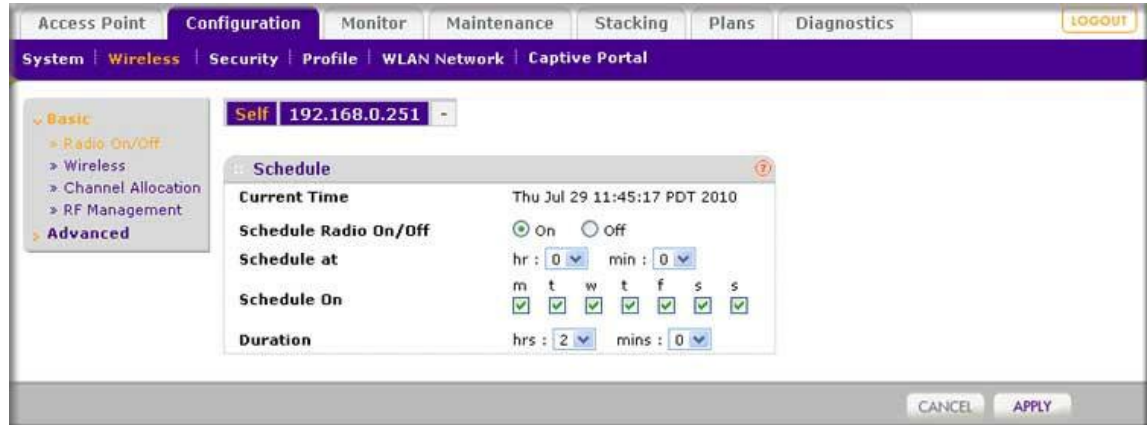 Access Point Configuration Monitor Maintenance Stacking Plans Diagnostics LOGOUT
System Wireless Security Profile WLAN Network Captive Portal
Self 192.168.0.251 -
Basic
» Radio On/Off
» Wireless
» Channel Allocation
» RF Management
Advanced
Schedule ?
Current Time Thu Jul 29 11:45:17 PDT 2010
Schedule Radio On/Off On Off
Schedule at hr : 0 min : 0
m t w t f s s
Schedule On
Duration hrs : 2 mins : 0
CANCEL APPLY